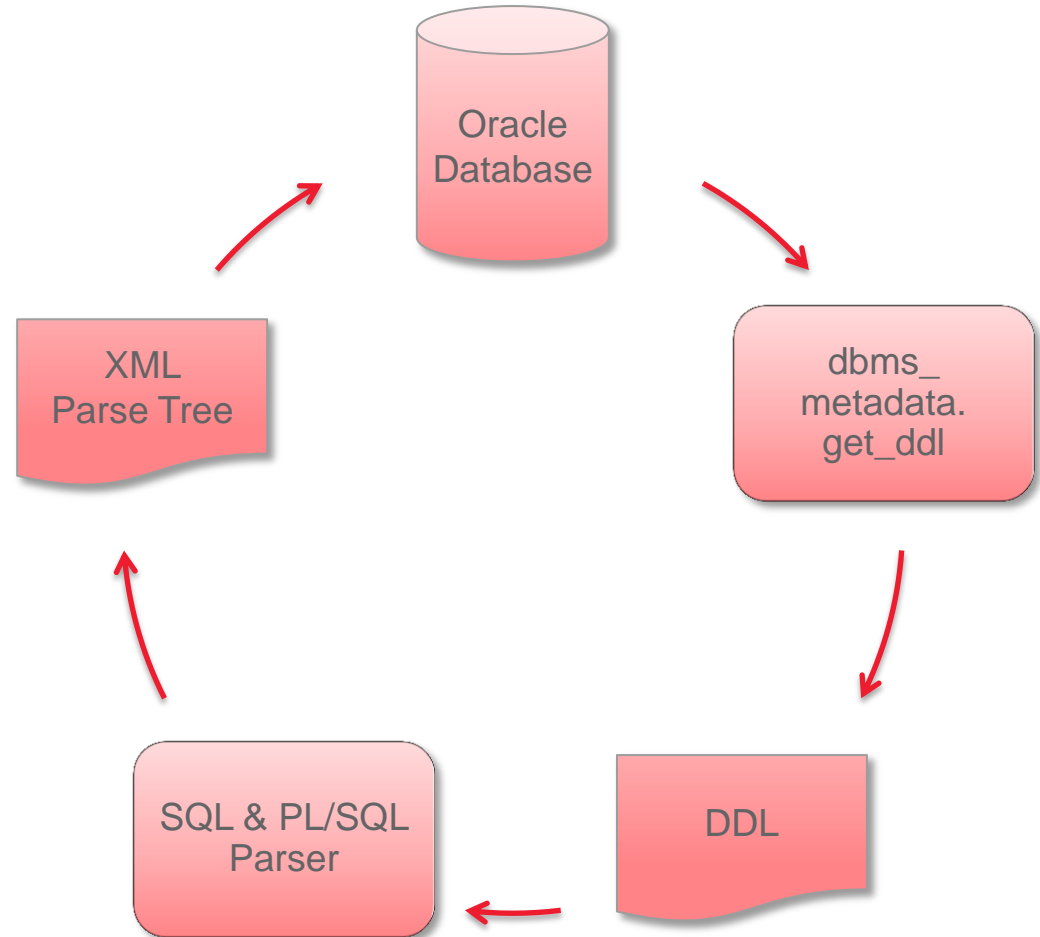 Oracle
Database
dbms_
metadata.
get_ddl
DDL
SQL & PL/SQL
Parser
XML
Parse Tree